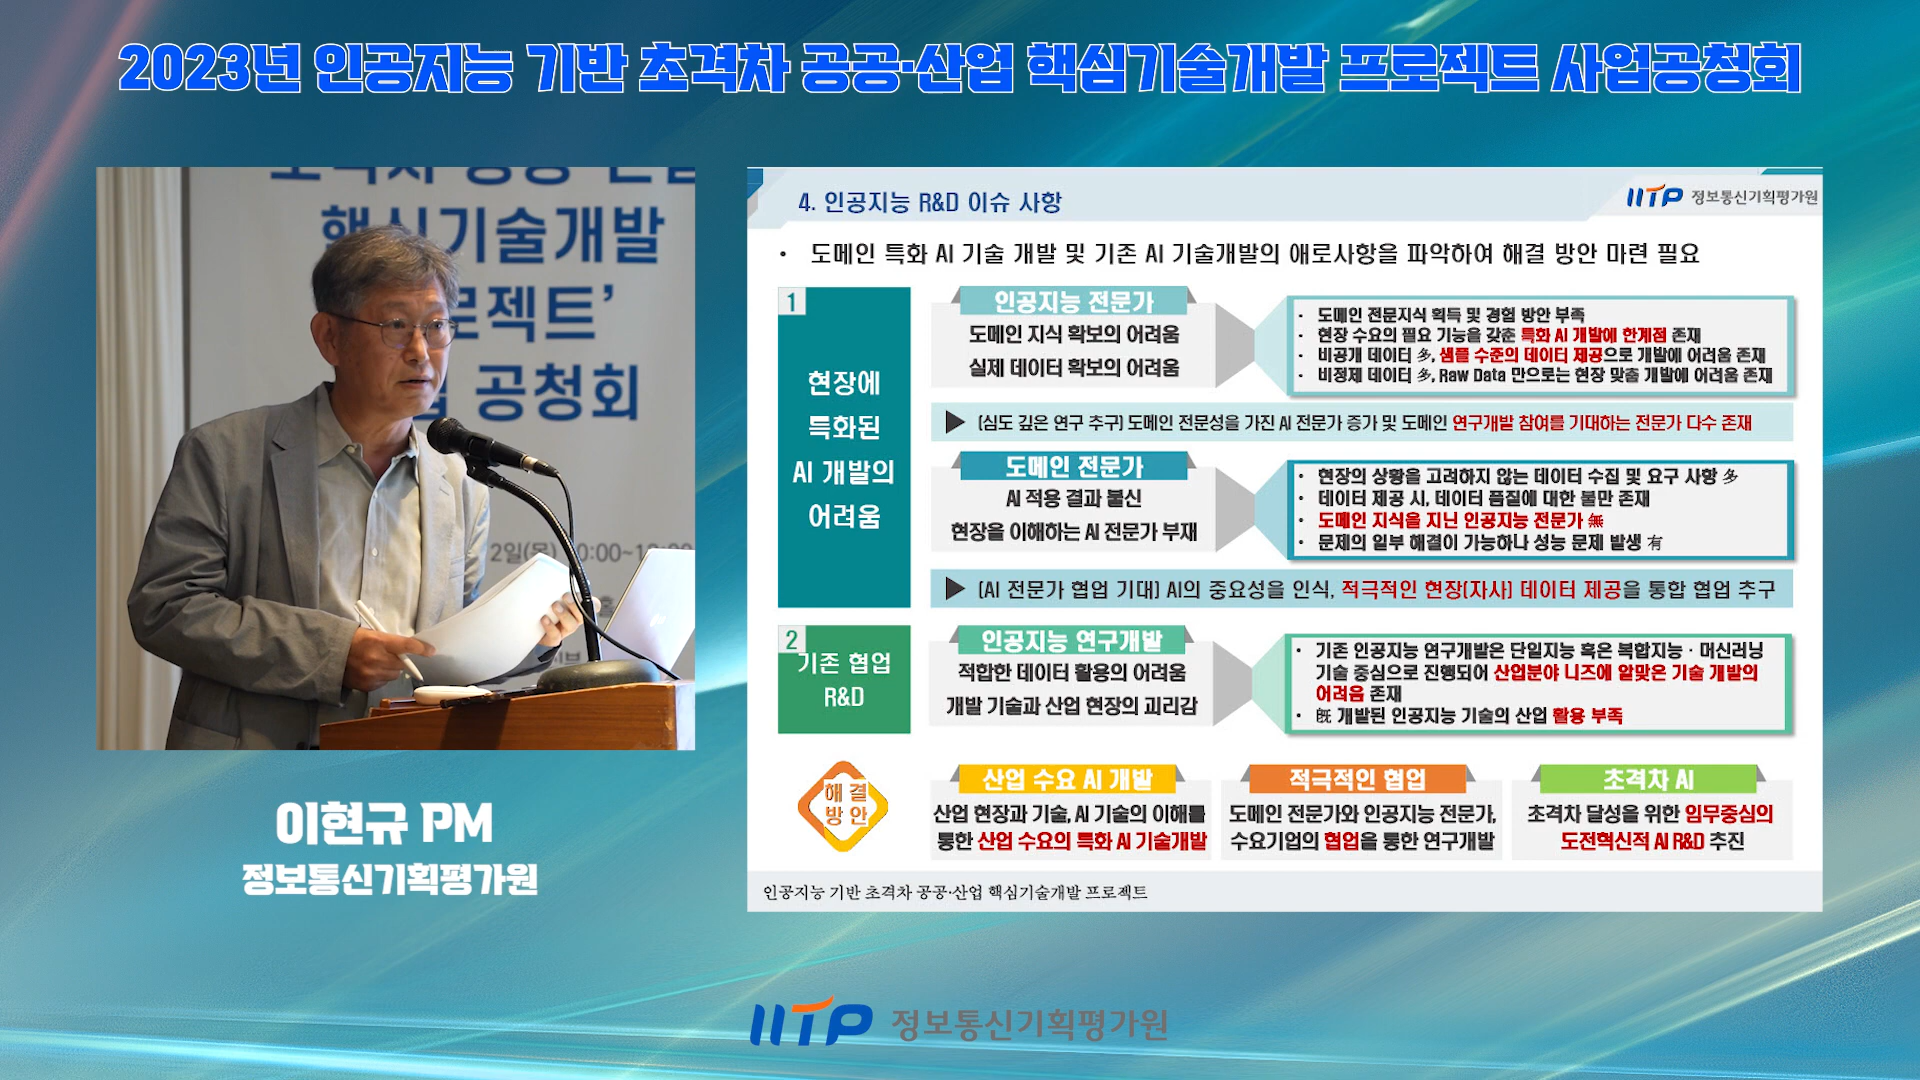 2023년 인공지능 기반 초격차 공공·산업 핵심기술개발 프로젝트 사업공청회
핵심기술개발
로젝트’
공청회
2일(목)
이현규 PM
정보통신기획평가원
4. 인공지능 R&D 이슈 사항
IITP 정보통신기획평가원
• 도메인 특화 AI 기술 개발 및 기존 AI 기술개발의 애로사항을 파악하여 해결 방안 마련 필요
1
현장에
특화된
AI 개발의
어려움
인공지능 전문가
도메인 지식 확보의 어려움
실제 데이터 확보의 어려움
• 도메인 전문지식 획득 및 경험 방안 부족
• 현장 수요의 필요 기능을 갖춘 특화 AI 개발에 한계점 존재
• 비공개 데이터 多, 샘플 수준의 데이터 제공으로 개발에 어려움 존재
• 비정제 데이터 多, Raw Data 만으로는 현장 맞춤 개발에 어려움 존재
▶ (심도 깊은 연구 추구) 도메인 전문성을 가진 AI 전문가 증가 및 도메인 연구개발 참여를 기대하는 전문가 다수 존재
도메인 전문가
AI 적용 결과 불신
현장을 이해하는 AI 전문가 부재
• 현장의 상황을 고려하지 않는 데이터 수집 및 요구 사항 多
• 데이터 제공 시, 데이터 품질에 대한 불만 존재
• 도메인 지식을 지닌 인공지능 전문가 無
• 문제의 일부 해결이 가능하나 성능 문제 발생 有
▶ (AI 전문가 협업 기대) AI의 중요성을 인식, 적극적인 현장(자사) 데이터 제공을 통합 협업 추구
2
기존 협업
R&D
인공지능 연구개발
적합한 데이터 활용의 어려움
개발 기술과 산업 현장의 괴리감
• 기존 인공지능 연구개발은 단일지능 혹은 복합지능 · 머신러닝
기술 중심으로 진행되어 산업분야 니즈에 알맞은 기술 개발의
어려음 존재
• 旣 개발된 인공지능 기술의 산업 활용 부족
해결
방안
산업 수요 AI 개발
산업 현장과 기술, AI 기술의 이해를
통한 산업 수요의 특화 AI 기술개발
적극적인 협업
도메인 전문가와 인공지능 전문가,
수요기업의 협업을 통한 연구개발
초격차 AI
초격차 달성을 위한 임무중심의
도전혁신적 AI R&D 추진
인공지능 기반 초격차 공공·산업 핵심기술개발 프로젝트
IITP 정보통신기획평가원